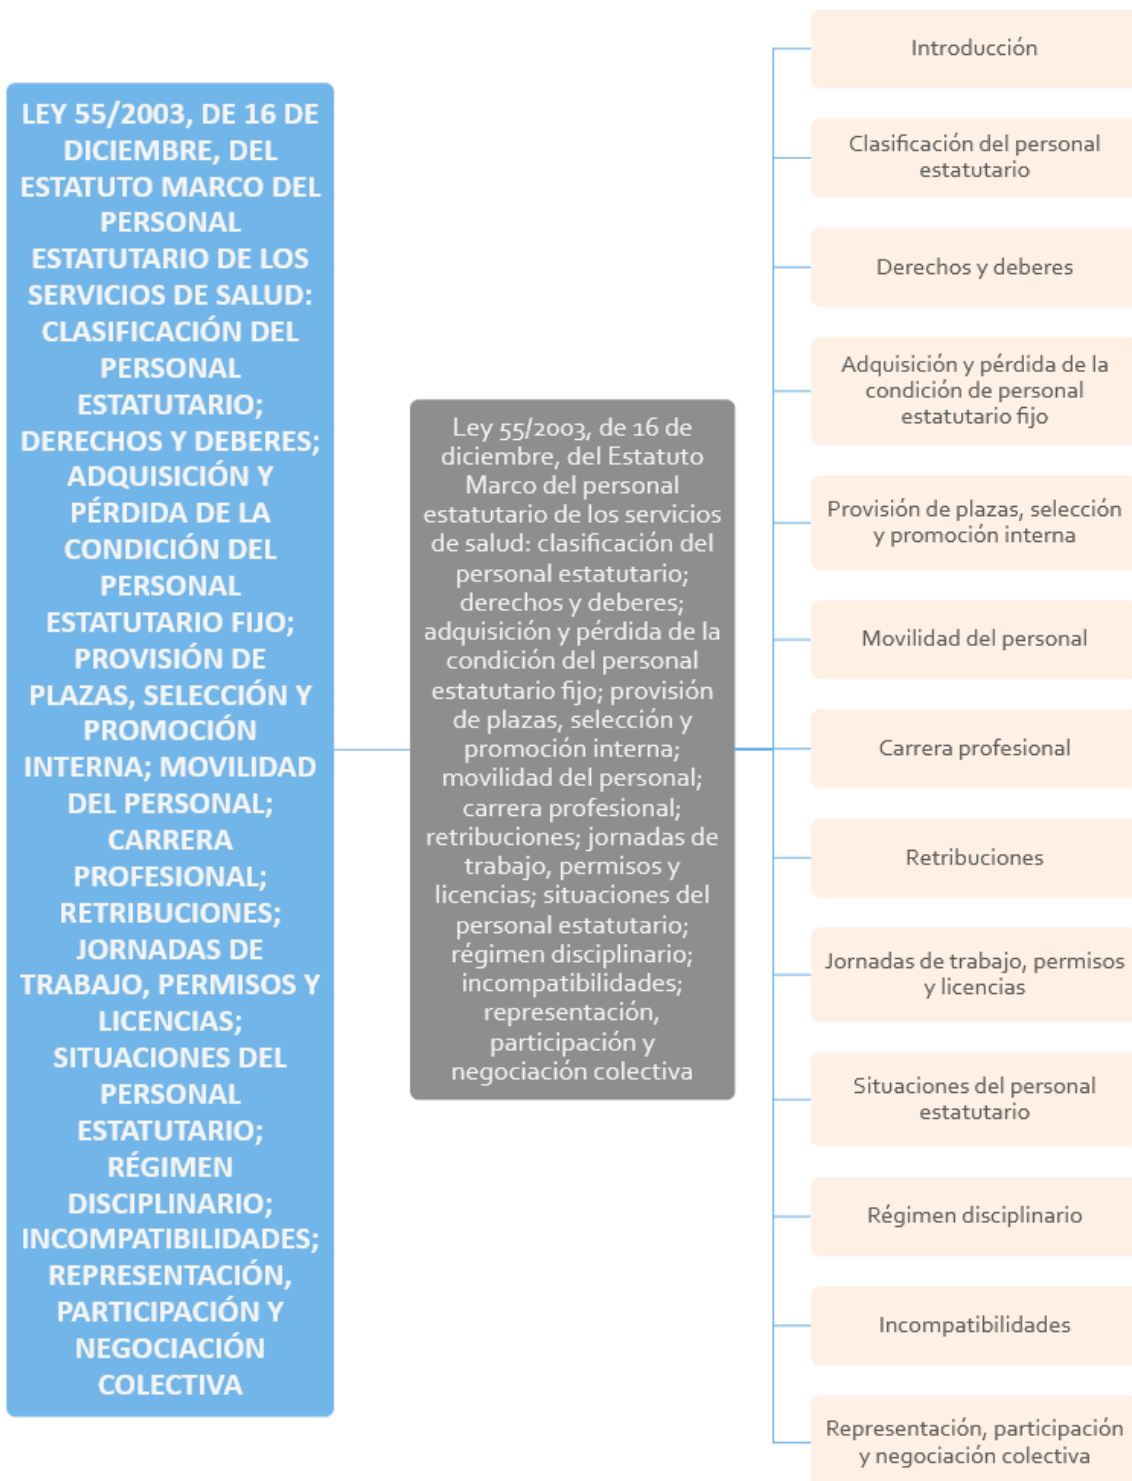 LEY 55/2003, DE 16 DE
DICIEMBRE, DEL
ESTATUTO MARCO DEL
PERSONAL
ESTATUTARIO DE LOS
SERVICIOS DE SALUD:
CLASIFICACIÓN DEL
PERSONAL
ESTATUTARIO;
DERECHOS Y DEBERES;
ADQUISICIÓN Y
PÉRDIDA DE LA
CONDICIÓN DEL
PERSONAL
ESTATUTARIO FIJO;
PROVISIÓN DE
PLAZAS, SELECCIÓN Y
PROMOCIÓN
INTERNA; MOVILIDAD
DEL PERSONAL;
CARRERA
PROFESIONAL;
RETRIBUCIONES;
JORNADAS DE
TRABAJO, PERMISOS Y
LICENCIAS;
SITUACIONES DEL
PERSONAL
ESTATUTARIO;
RÉGIMEN
DISCIPLINARIO;
INCOMPATIBILIDADES;
REPRESENTACIÓN,
PARTICIPACIÓN Y
NEGOCIACIÓN
COLECTIVA
Ley 55/2003, de 16 de
diciembre, del Estatuto
Marco del personal
estatutario de los servicios
de salud: clasificación del
personal estatutario;
derechos y deberes;
adquisición y pérdida de la
condición del personal
estatutario fijo; provisión
de plazas, selección y
promoción interna;
movilidad del personal;
carrera profesional;
retribuciones; jornadas de
trabajo, permisos y
licencias; situaciones del
personal estatutario;
régimen disciplinario;
incompatibilidades;
representación,
participación y
negociación colectiva
Introducción
Clasificación del personal
estatutario
Derechos y deberes
Adquisición y pérdida de la
condición de personal
estatutario fijo
Provisión de plazas, selección
y promoción interna
Movilidad del personal
Carrera profesional
Retribuciones
Jornadas de trabajo, permisos
y licencias
Situaciones del personal
estatutario
Régimen disciplinario
Incompatibilidades
Representación, participación
y negociación colectiva